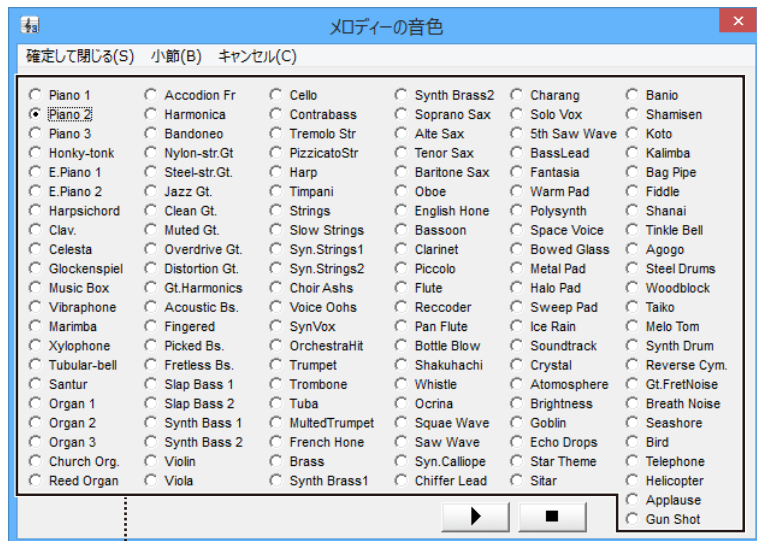 メロディーの音色
確定して閉じる(S) 小節(B) キャンセル(C)
Piano 1 Accodion Fr Cello Synth Brass2 Charang Banio
Piano 2 Harmonica Contrabass Soprano Sax Solo Vox Shamisen
Piano 3 Bandoneo Tremolo Str Alte Sax 5th Saw Wave Koto
Honky-tonk Nylon-str.Gt PizzicatoStr Tenor Sax BassLead Kalimba
E.Piano 1 Steel-str.Gt. Harp Baritone Sax Fantasia Bag Pipe
E.Piano 2 Jazz Gt. Timpani Oboe Warm Pad Fiddle
Harpsichord Clean Gt. Strings English Hone Polysynth Shanai
Clav. Muted Gt. Slow Strings Bassoon Space Voice Tinkle Bell
Celesta Overdrive Gt. Syn.Strings1 Clarinet Bowed Glass Agogo
Glockenspiel Distortion Gt. Syn.Strings2 Piccolo Metal Pad Steel Drums
Music Box Gt.Harmonics Choir Ashs Flute Halo Pad Woodblock
Vibraphone Acoustic Bs. Voice Oohs Reccoder Sweep Pad Taiko
Marimba Fingered SynVox Pan Flute Ice Rain Melo Tom
Xylophone Picked Bs. OrchestraHit Bottle Blow Soundtrack Synth Drum
Tubular-bell Fretless Bs. Trumpet Shakuhachi Crystal Reverse Cym.
Santur Slap Bass 1 Trombone Whistle Atomosphere Gt.FretNoise
Organ 1 Slap Bass 2 Tuba Ocrina Brightness Breath Noise
Organ 2 Synth Bass 1 MultedTrumpet Squae Wave Goblin Seashore
Organ 3 Synth Bass 2 French Hone Saw Wave Echo Drops Bird
Church Org. Violin Brass Syn.Calliope Star Theme Telephone
Reed Organ Viola Synth Brass1 Chiffer Lead Sitar Helicopter
Applause
Gun Shot